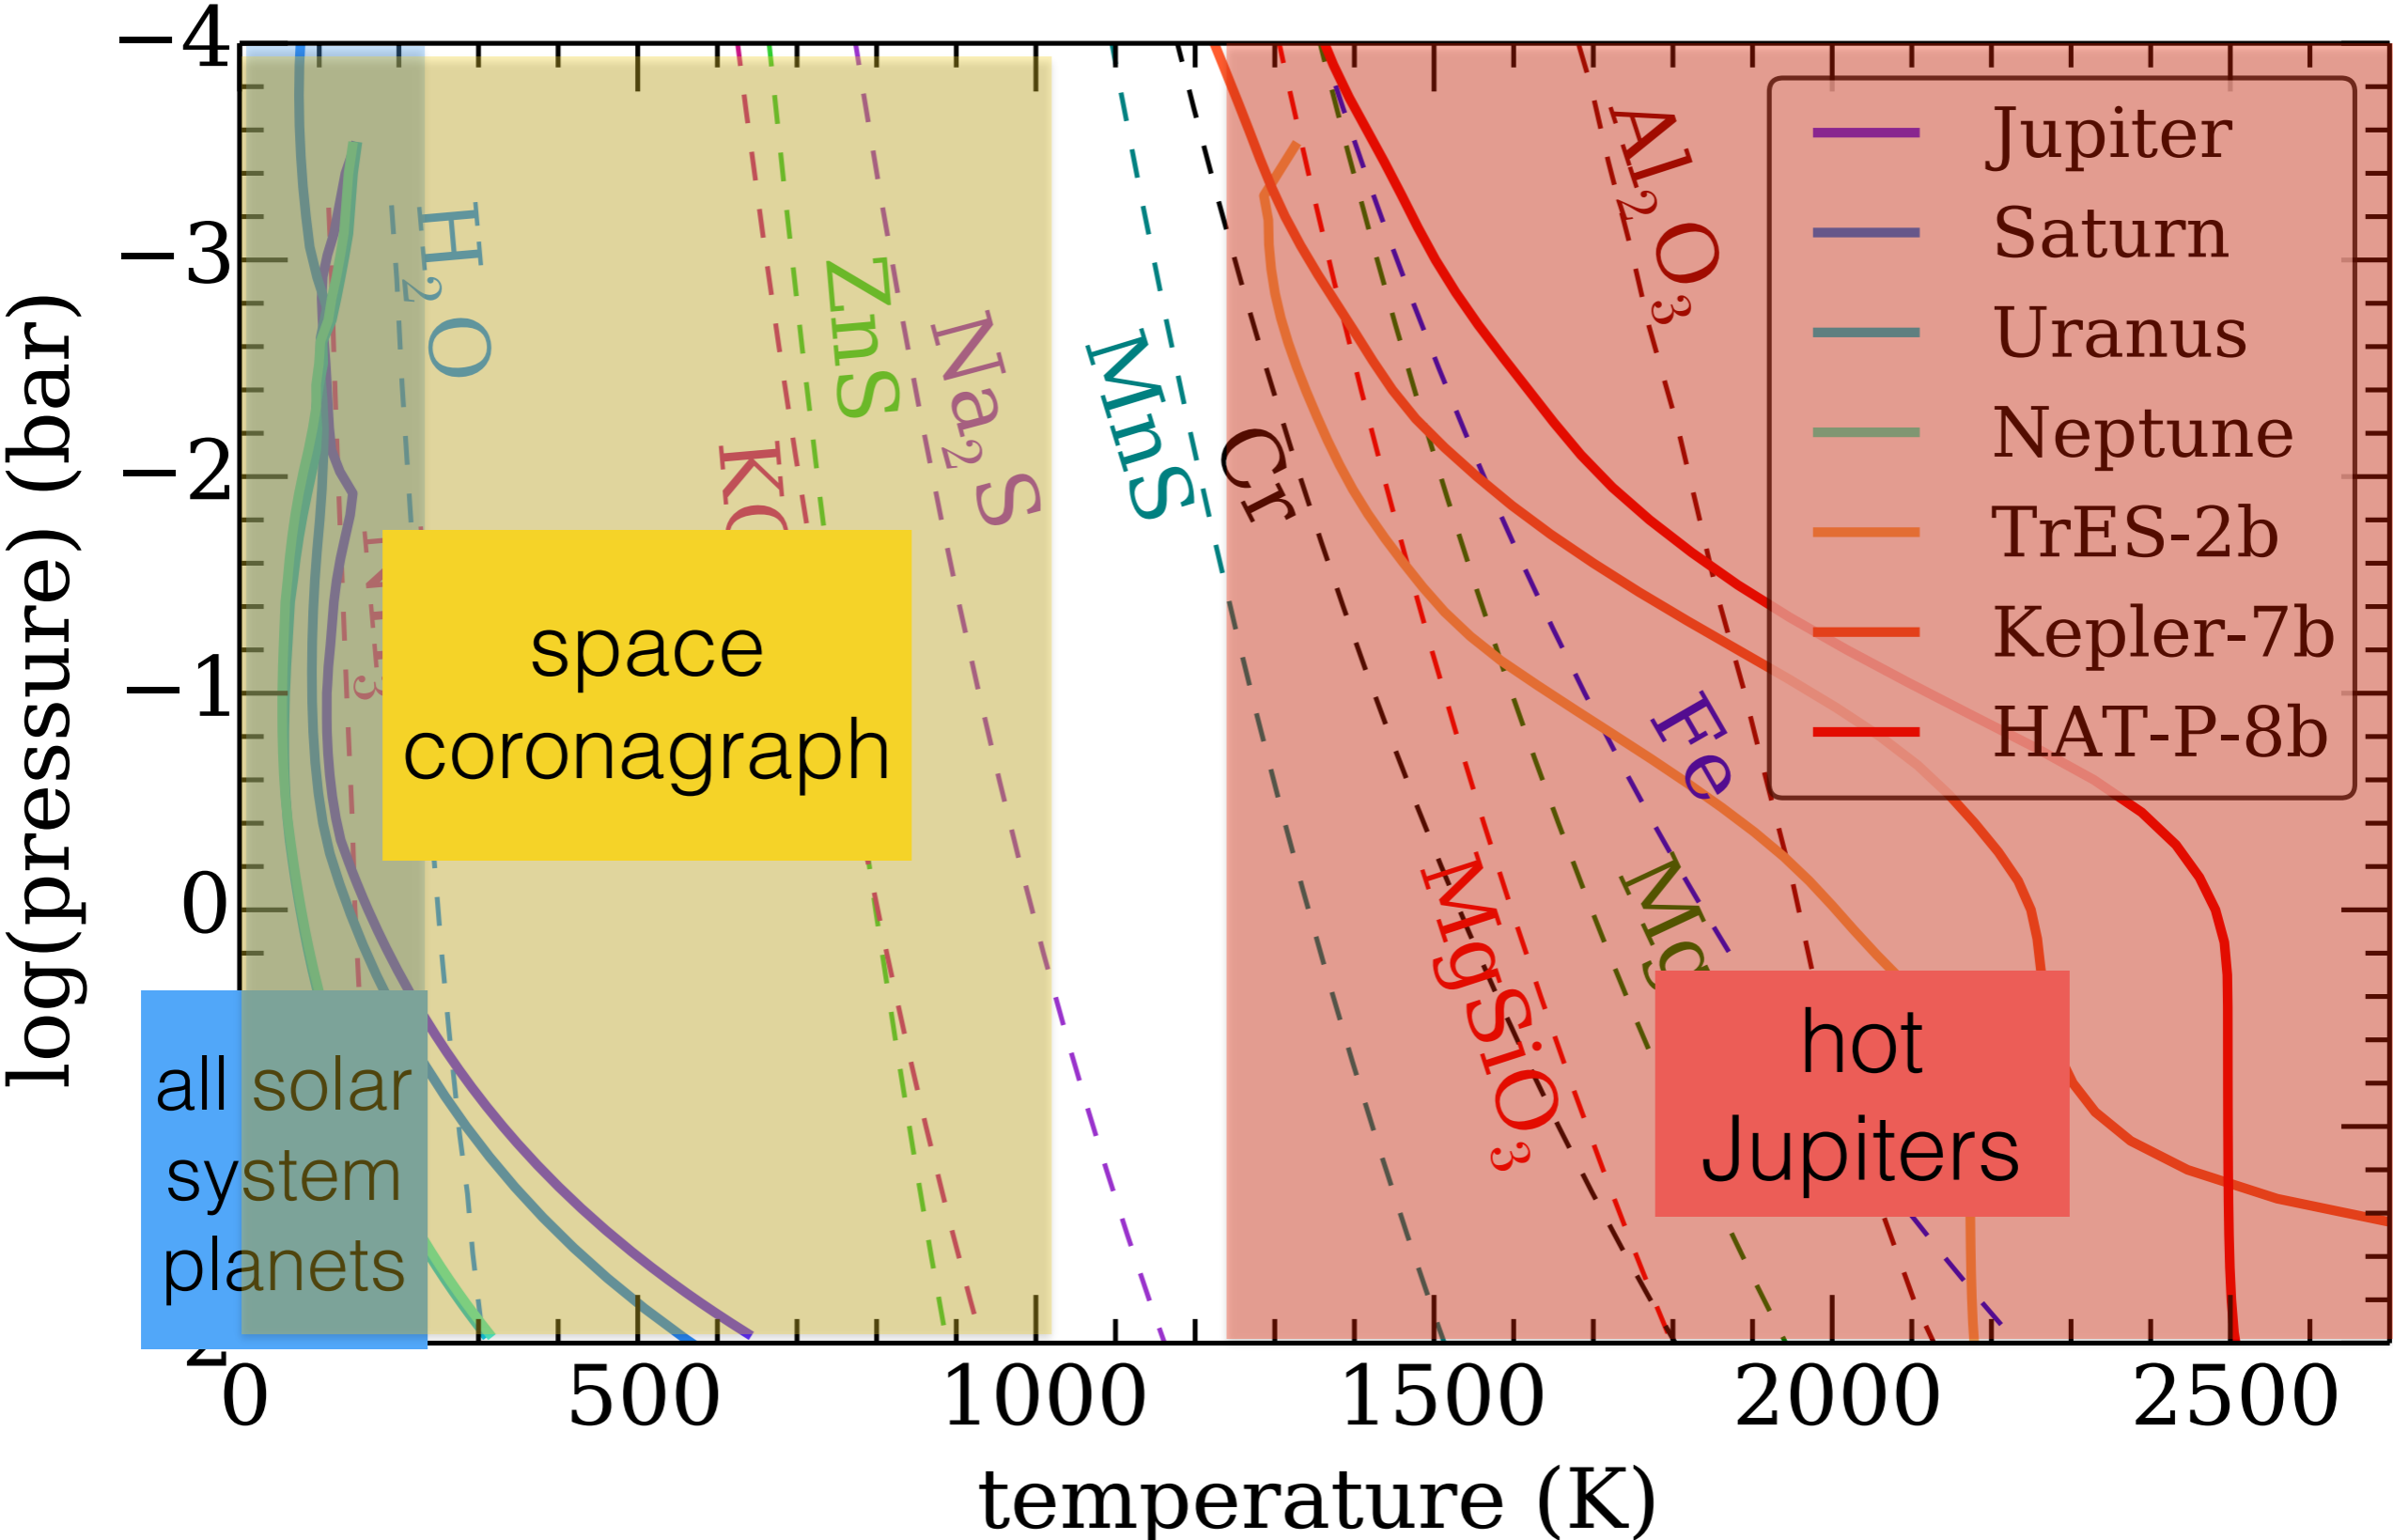 −4
−3
−2
−1
0
2
log(pressure) (bar)
0
500
1000
1500
2000
2500
temperature (K)
H₂O
ZnS
Na₂S
MnS
Cr
Al₂O₃
Fe
MgSiO₃
Mg
space
coronagraph
all solar
system
planets
hot
Jupiters
Jupiter
Saturn
Uranus
Neptune
TrES-2b
Kepler-7b
HAT-P-8b